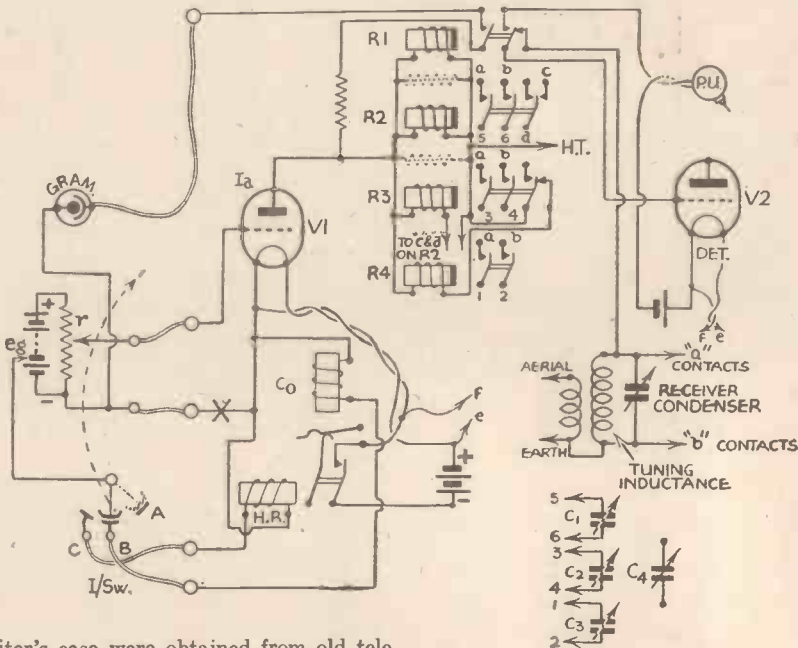 R1
a b c
R2
5 6 d
P.U.
H.T.
a b
GRAM.
Ia
V1
R3
3 4
V2
TO c&d
ON R2
a b
DET.
R4
1 2
+
r
eg
-
f e
"a"
CONTACTS
AERIAL
RECEIVER
CONDENSER
Co
X
F
e
EARTH
"b" CONTACTS
TUNING
INDUCTANCE
+
-
A
H.R.
C B
I/Sw.
5
C1
6
3
C2
C4
4
1
C3
2
iter's case were obtained from old tele